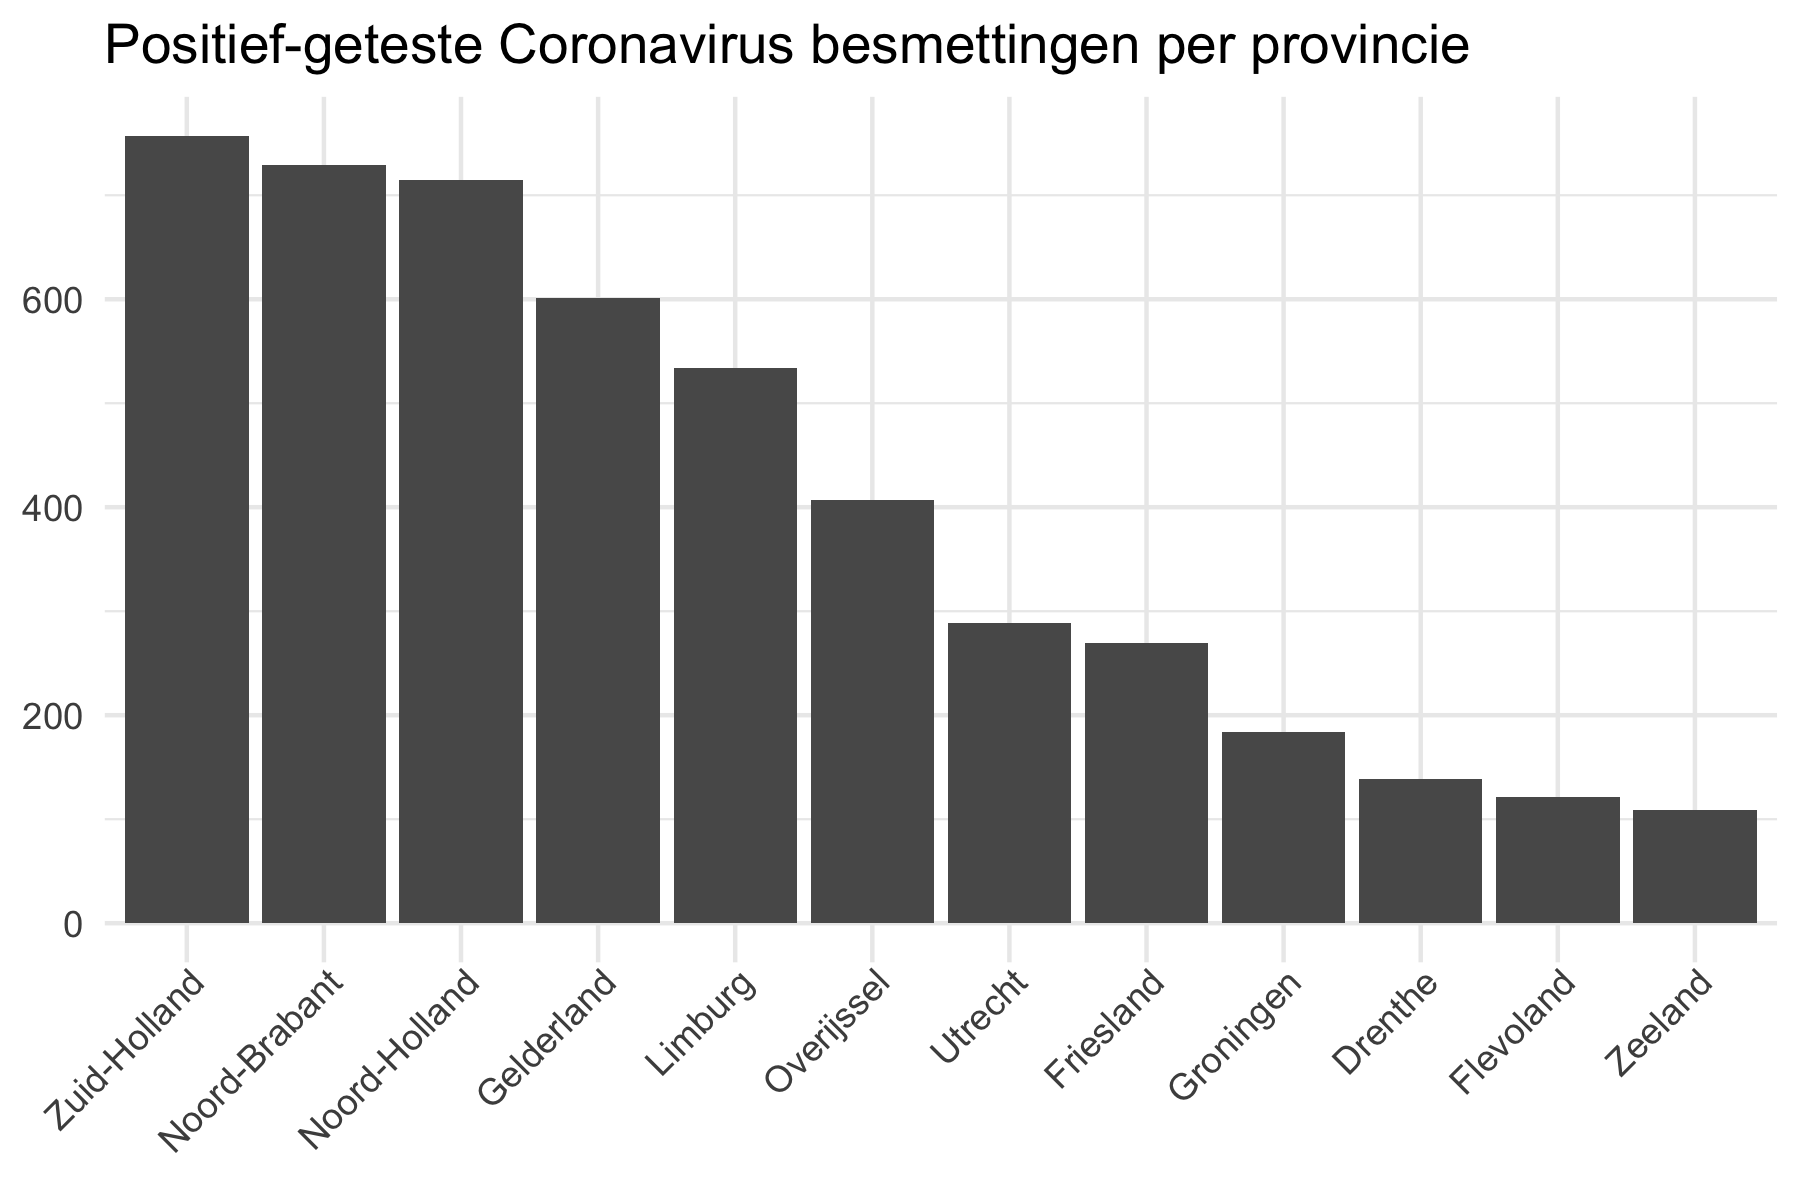 Positief-geteste Coronavirus besmettingen per provincie
600
400
200
0
Zuid-Holland
Noord-Brabant
Noord-Holland
Gelderland
Limburg
Overijssel
Utrecht
Friesland
Groningen
Drenthe
Flevoland
Zeeland